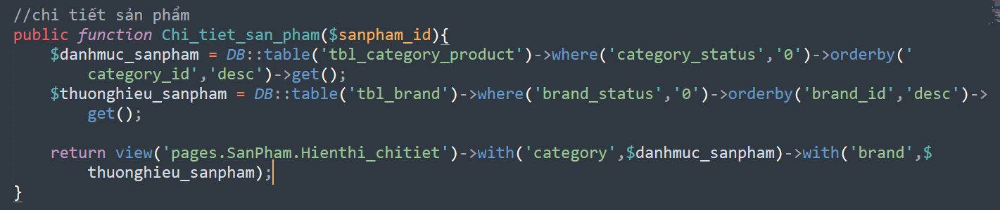 //chi tiết sản phẩm
public function Chi_tiet_san_pham($sanpham_id){
$danhmuc_sanpham = DB::table('tbl_category_product')->where('category_status','0')->orderby('
category_id','desc')->get();
$thuonghieu_sanpham = DB::table('tbl_brand')->where('brand_status','0')->orderby('brand_id','desc')->
get();
return view('pages.SanPham.Hienthi_chitiet')->with('category',$danhmuc_sanpham)->with('brand',$
thuonghieu_sanpham);
}